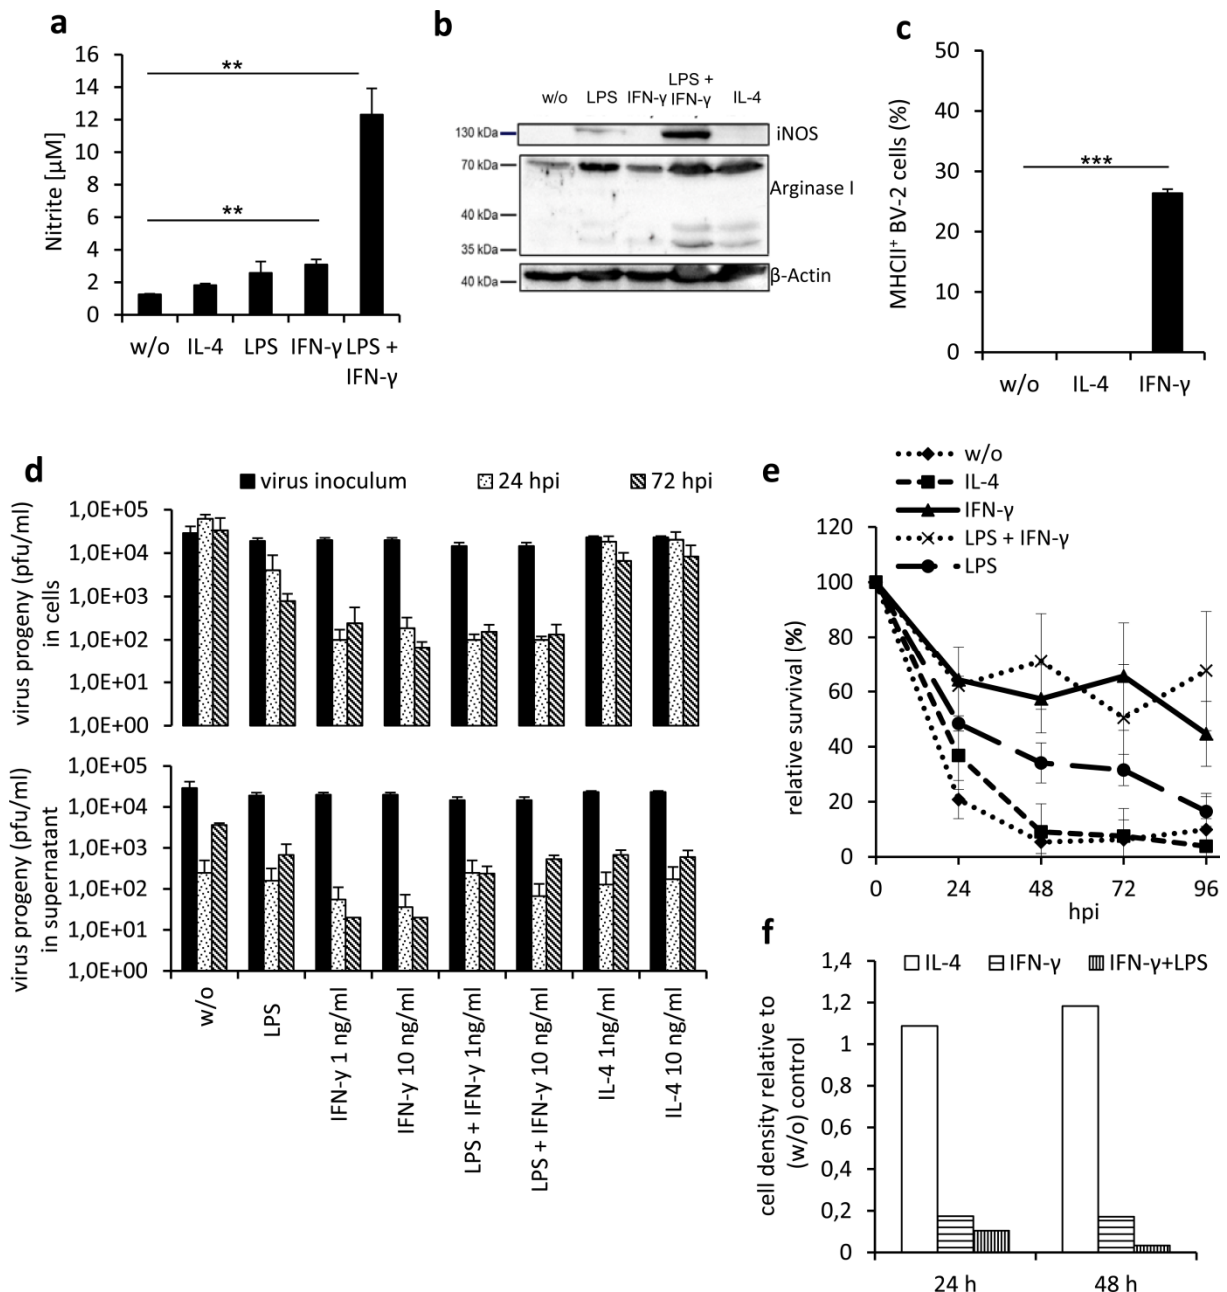 a
16
14
12
10
8
6
4
2
0
Nitrite [µM]
**
**
w/o IL-4 LPS IFN-γ LPS +
IFN-γ
b
w/o LPS IFN-γ LPS +
IFN-γ IL-4
130 kDa
70 kDa
40 kDa
35 kDa
40 kDa
iNOS
Arginase I
β-Actin
c
50
40
30
20
10
0
MHCII⁺ BV-2 cells (%)
***
w/o IL-4 IFN-γ
d
virus inoculum 24 hpi 72 hpi
virus progeny (pfu/ml)
in cells
1,0E+05
1,0E+04
1,0E+03
1,0E+02
1,0E+01
1,0E+00
virus progeny (pfu/ml)
in supernatant
1,0E+05
1,0E+04
1,0E+03
1,0E+02
1,0E+01
1,0E+00
w/o
LPS
IFN-γ 1 ng/ml
IFN-γ 10 ng/ml
LPS + IFN-γ 1ng/ml
LPS + IFN-γ 10 ng/ml
IL-4 1ng/ml
IL-4 10 ng/ml
e
w/o
IL-4
IFN-γ
LPS + IFN-γ
LPS
120
100
80
60
40
20
0
relative survival (%)
0 24 48 72 96
hpi
f
IL-4 IFN-γ IFN-γ+LPS
1,4
1,2
1
0,8
0,6
0,4
0,2
0
cell density relative to
(w/o) control
24 h 48 h